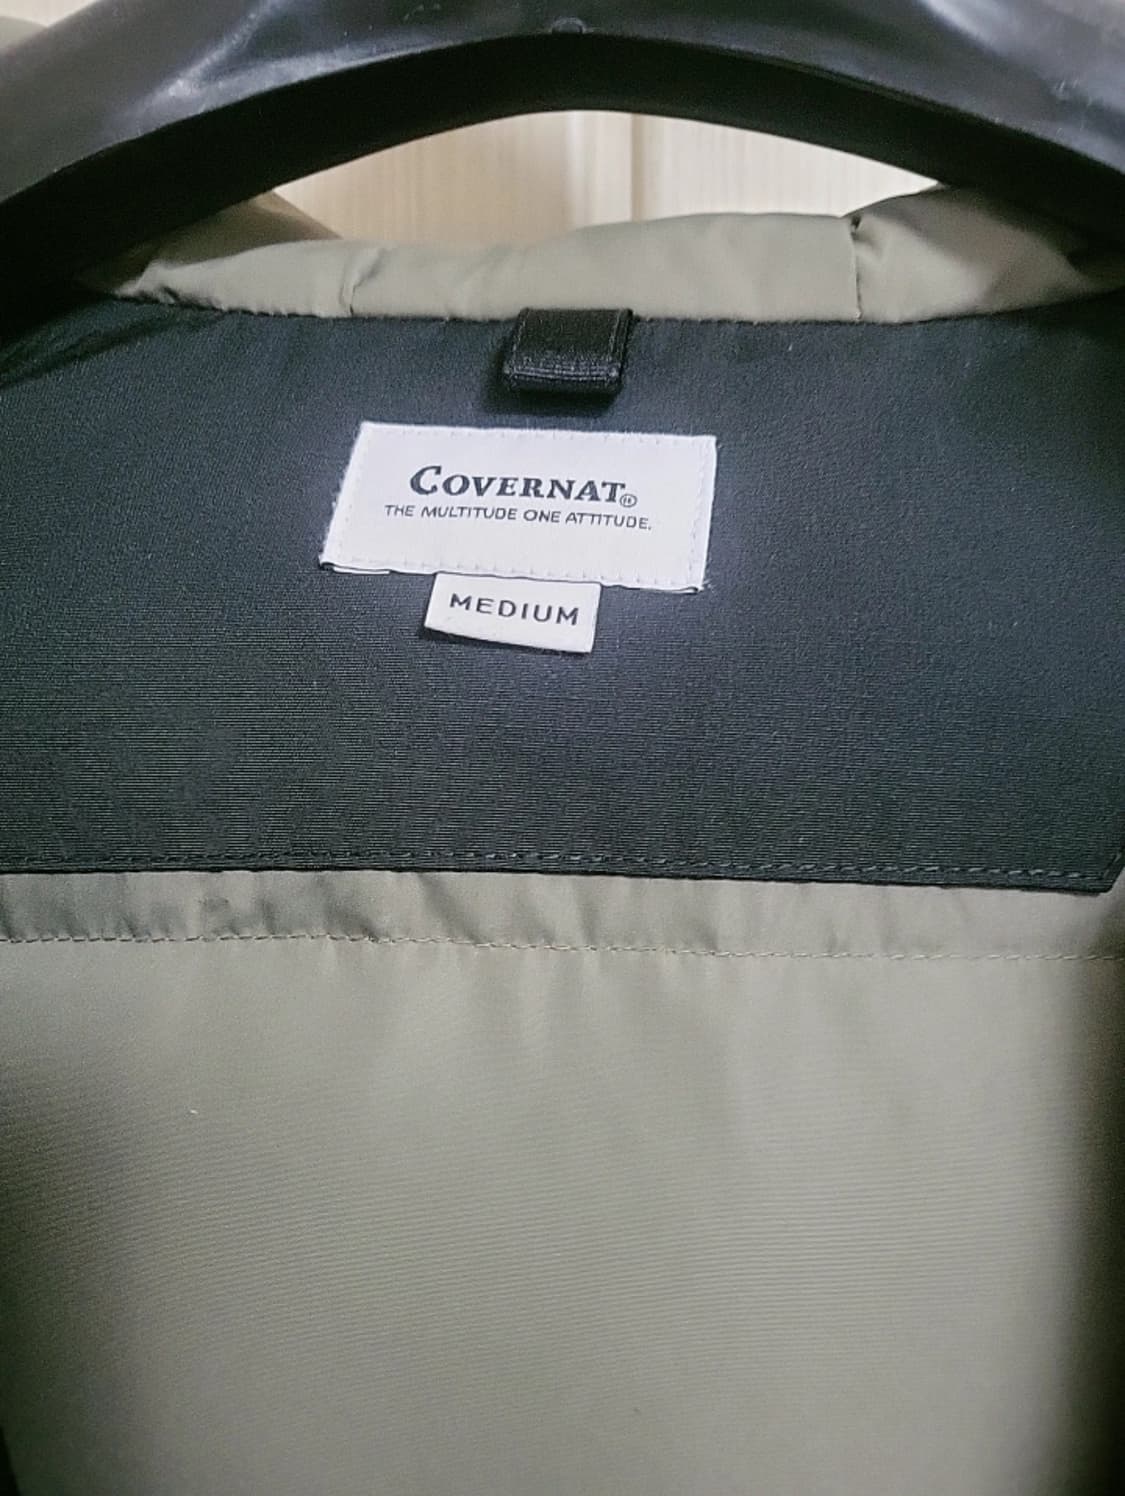 COVERNAT®
THE MULTITUDE ONE ATTITUDE.
MEDIUM